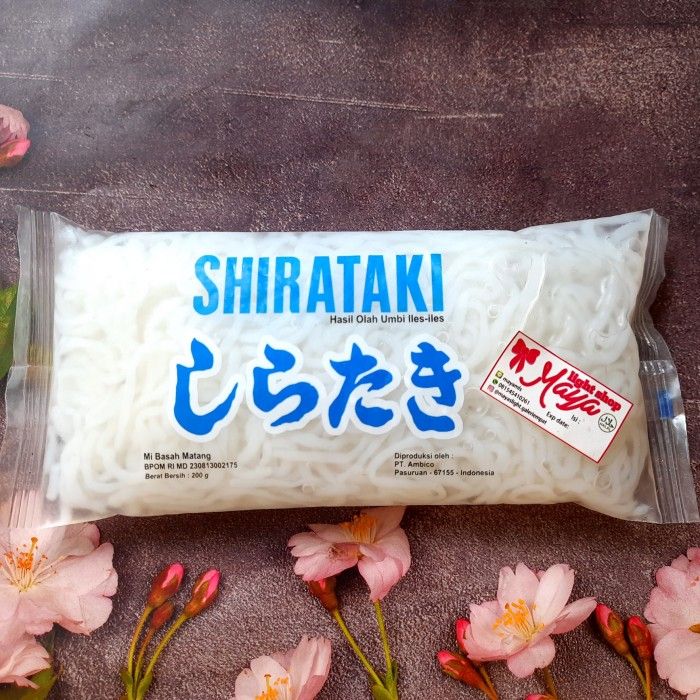 SHIRATAKI
Hasil Olah Umbi Iles-iles
しらたき
Mi Basah Matang
BPOM RI MD 230813002175
Berat Bersih : 200 g
Diproduksi oleh :
PT. Ambico
Pasuruan - 67155 - Indonesia
light shop
Maya
Isi :
Exp date: